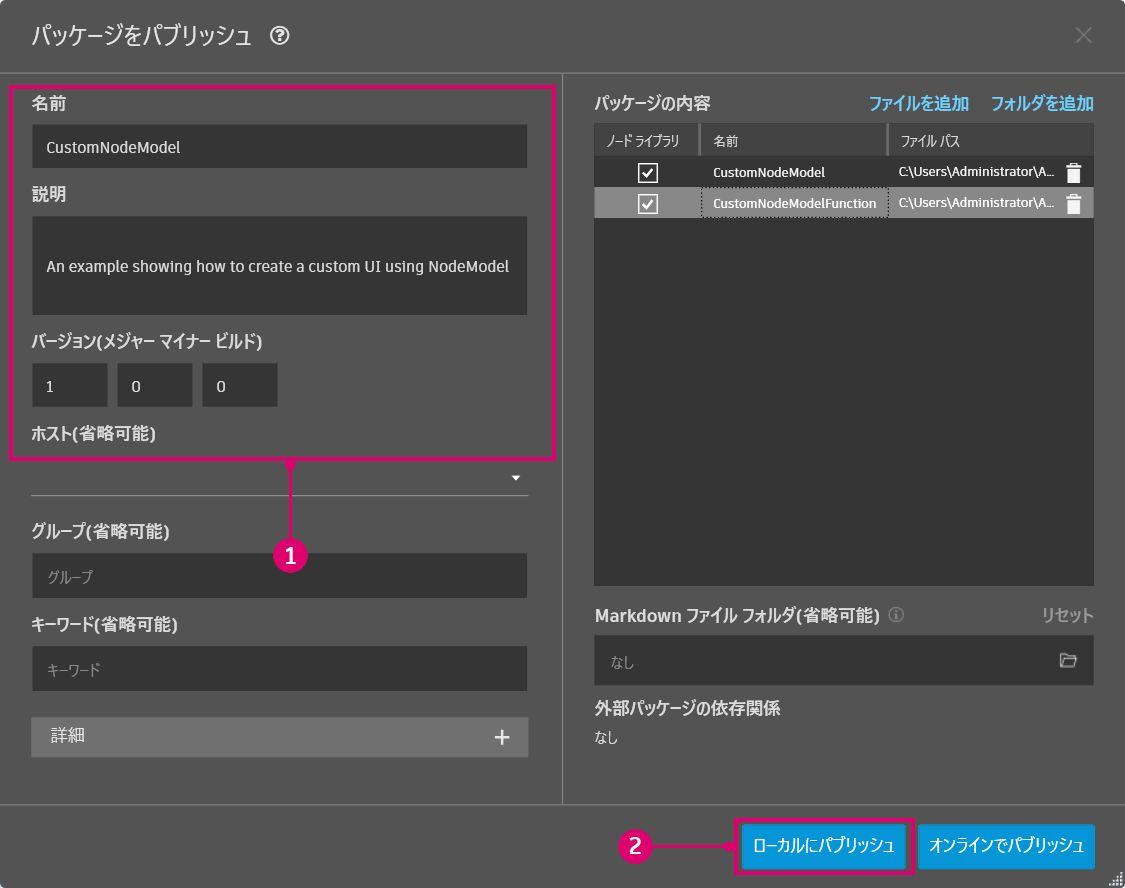 パッケージをパブリッシュ
名前
CustomNodeModel
説明
An example showing how to create a custom UI using NodeModel
バージョン(メジャー マイナー ビルド)
1 0 0
ホスト(省略可能)
1
グループ(省略可能)
グループ
キーワード(省略可能)
キーワード
詳細
パッケージの内容 ファイルを追加 フォルダを追加
ノード ライブラリ 名前 ファイル パス
CustomNodeModel C:\Users\Administrator\A...
CustomNodeModelFunction C:\Users\Administrator\A...
Markdown ファイル フォルダ(省略可能) リセット
なし
外部パッケージの依存関係
なし
2 ローカルにパブリッシュ オンラインでパブリッシュ